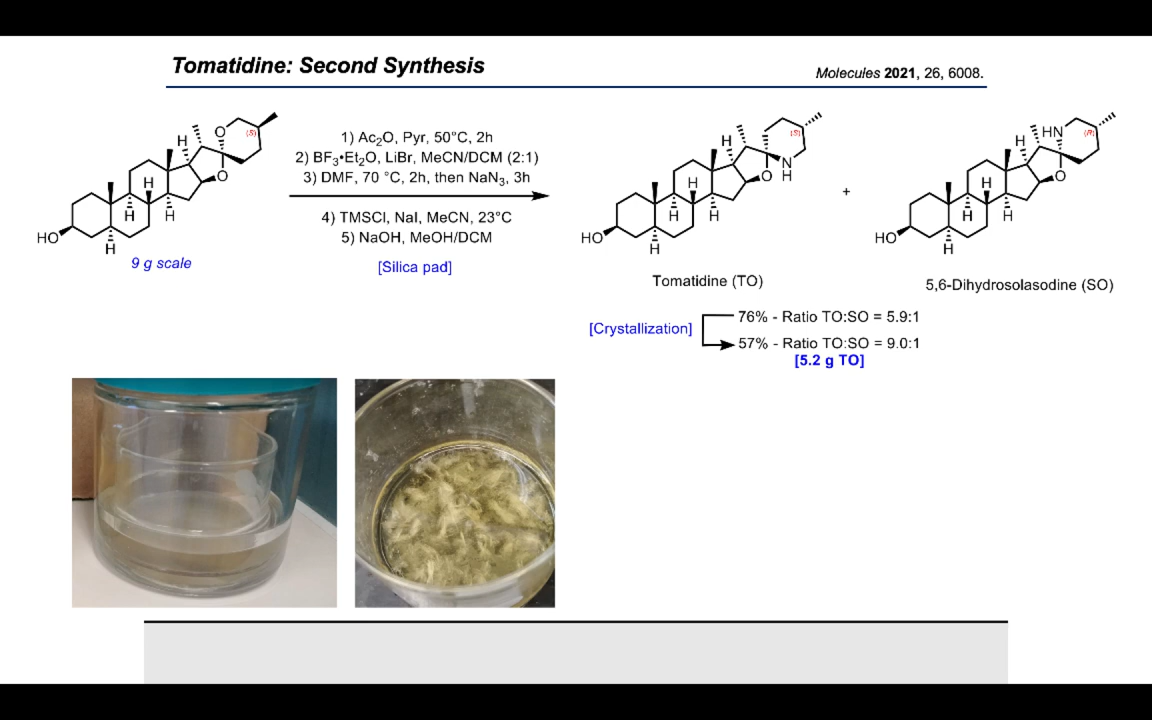 Tomatidine: Second Synthesis
Molecules 2021, 26, 6008.
1) Ac₂O, Pyr, 50°C, 2h
2) BF₃•Et₂O, LiBr, MeCN/DCM (2:1)
3) DMF, 70 °C, 2h, then NaN₃, 3h
4) TMSCl, NaI, MeCN, 23°C
5) NaOH, MeOH/DCM
[Silica pad]
O
(S)
H
O
H
H
H
HO
H
9 g scale
(S)
H
N
H
O
H
H
H
HO
H
Tomatidine (TO)
+
HN
(R)
H
O
H
H
H
HO
H
5,6-Dihydrosolasodine (SO)
76% - Ratio TO:SO = 5.9:1
[Crystallization]
57% - Ratio TO:SO = 9.0:1
[5.2 g TO]